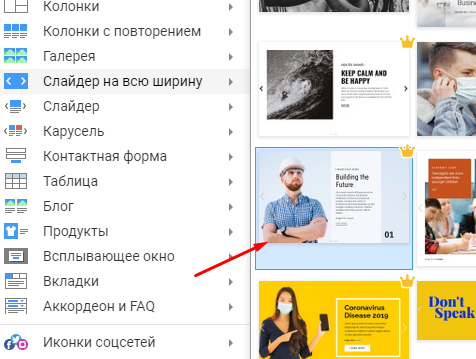 Колонки
Колонки с повторением
Галерея
Слайдер на всю ширину
Слайдер
Карусель
Контактная форма
Таблица
Блог
Продукты
Всплывающее окно
Вкладки
Аккордеон и FAQ
Иконки соцсетей
Busin
KEEP CALM AND
BE HAPPY
Building the
Future
01
Coronavirus
Disease 2019
Don't
Speak